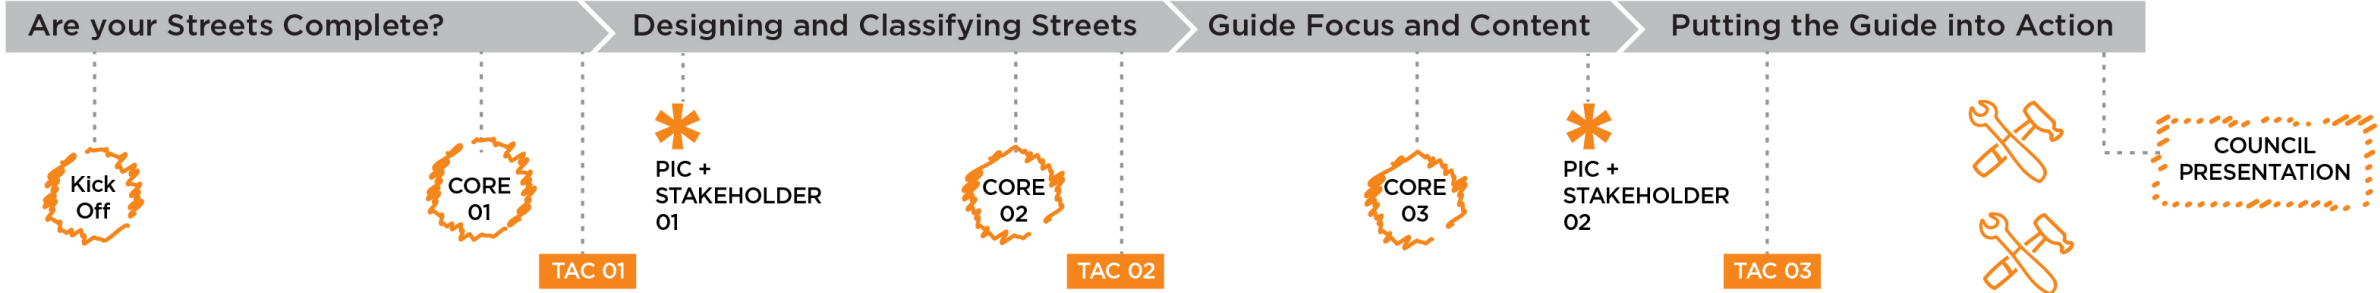 Are your Streets Complete?
Designing and Classifying Streets
Guide Focus and Content
Putting the Guide into Action
Kick
Off
CORE
01
TAC 01
PIC +
STAKEHOLDER
01
CORE
02
TAC 02
CORE
03
PIC +
STAKEHOLDER
02
TAC 03
COUNCIL
PRESENTATION